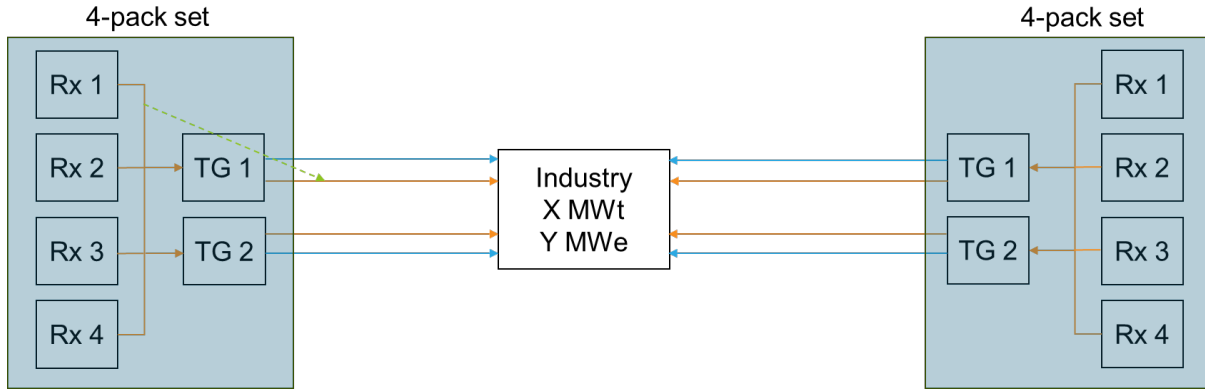 4-pack set
Rx 1
Rx 2
Rx 3
Rx 4
TG 1
TG 2
Industry
X MWt
Y MWe
4-pack set
TG 1
TG 2
Rx 1
Rx 2
Rx 3
Rx 4